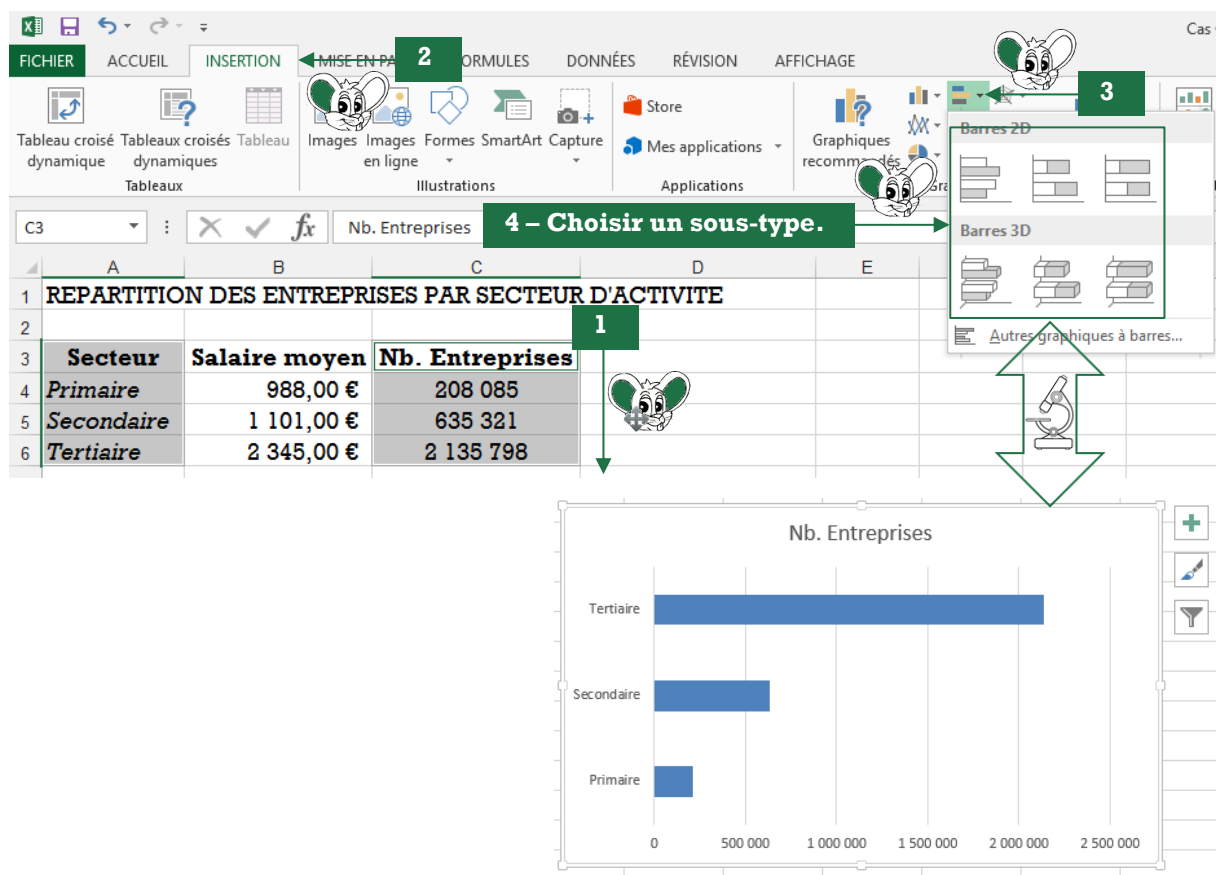 Cas
FICHIER ACCUEIL INSERTION MISE EN PA 2 ORMULES DONNÉES RÉVISION AFFICHAGE
3
Store
Tableau croisé dynamique Tableaux croisés dynamiques Tableau Images Images en ligne Formes SmartArt Capture
Mes applications
Graphiques recommandés
Tableaux Illustrations Applications Gra
Barres 2D
C3 fx Nb. Entreprises
4 – Choisir un sous-type.
Barres 3D
Autres graphiques à barres...
A B C D E
1 REPARTITION DES ENTREPRISES PAR SECTEUR D'ACTIVITE
2
1
3 Secteur Salaire moyen Nb. Entreprises
4 Primaire 988,00 € 208 085
5 Secondaire 1 101,00 € 635 321
6 Tertiaire 2 345,00 € 2 135 798
Nb. Entreprises
Tertiaire
Secondaire
Primaire
0 500 000 1 000 000 1 500 000 2 000 000 2 500 000